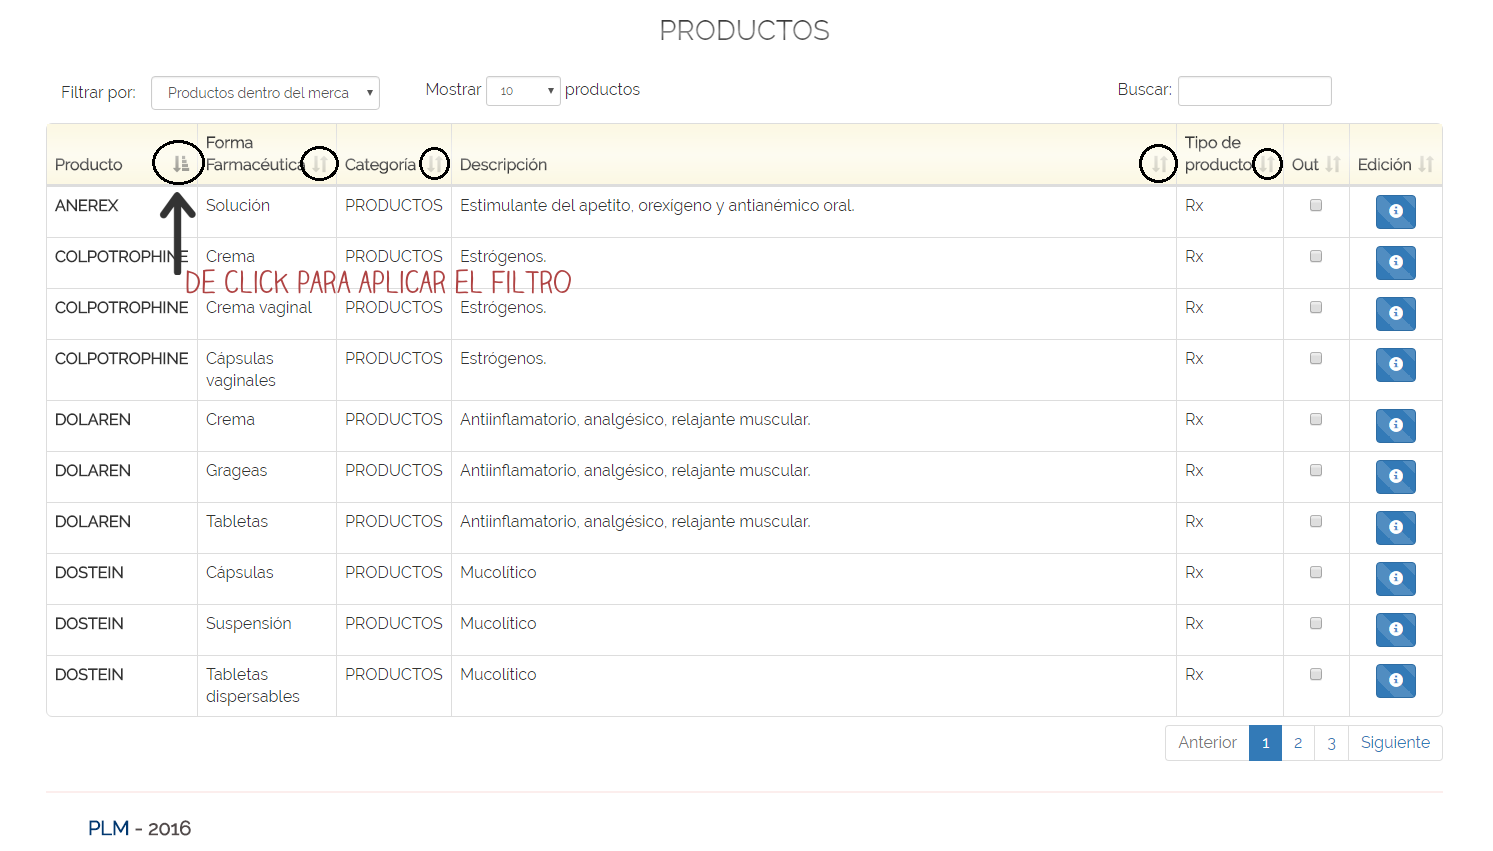 PRODUCTOS
Filtrar por: Productos dentro del merca Mostrar 10 productos Buscar:
Producto Forma Farmacéutica Categoría Descripción Tipo de producto Out Edición
ANEREX Solución PRODUCTOS Estimulante del apetito, orexígeno y antianémico oral. Rx
COLPOTROPHINE Crema PRODUCTOS Estrógenos. Rx
DE CLICK PARA APLICAR EL FILTRO
COLPOTROPHINE Crema vaginal PRODUCTOS Estrógenos. Rx
COLPOTROPHINE Cápsulas vaginales PRODUCTOS Estrógenos. Rx
DOLAREN Crema PRODUCTOS Antiinflamatorio, analgésico, relajante muscular. Rx
DOLAREN Grageas PRODUCTOS Antiinflamatorio, analgésico, relajante muscular. Rx
DOLAREN Tabletas PRODUCTOS Antiinflamatorio, analgésico, relajante muscular. Rx
DOSTEIN Cápsulas PRODUCTOS Mucolítico Rx
DOSTEIN Suspensión PRODUCTOS Mucolítico Rx
DOSTEIN Tabletas dispersables PRODUCTOS Mucolítico Rx
Anterior 1 2 3 Siguiente
PLM - 2016